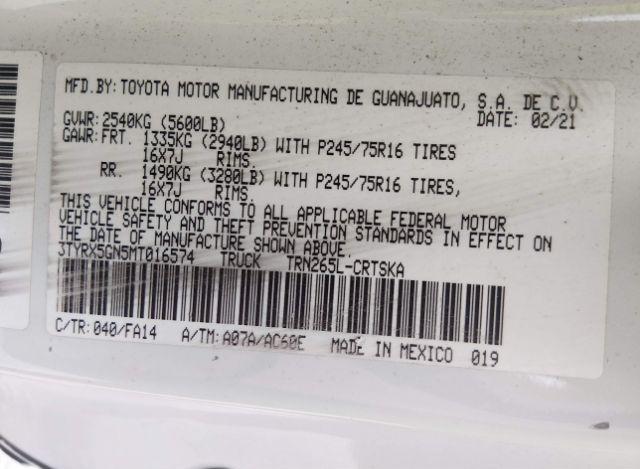 MFD.BY: TOYOTA MOTOR MANUFACTURING DE GUANAJUATO, S.A. DE C.V.
GVWR: 2540KG (5600LB) DATE: 02/21
GAWR: FRT. 1335KG (2940LB) WITH P245/75R16 TIRES
16X7J RIMS.
RR. 1490KG (3280LB) WITH P245/75R16 TIRES,
16X7J RIMS.
THIS VEHICLE CONFORMS TO ALL APPLICABLE FEDERAL MOTOR
VEHICLE SAFETY AND THEFT PREVENTION STANDARDS IN EFFECT ON
THE DATE OF MANUFACTURE SHOWN ABOVE.
3TYRX5GN5MT016574 TRUCK TRN265L-CRTSKA
C/TR: 040/FA14 A/TM: A07A/AC60E MADE IN MEXICO 019